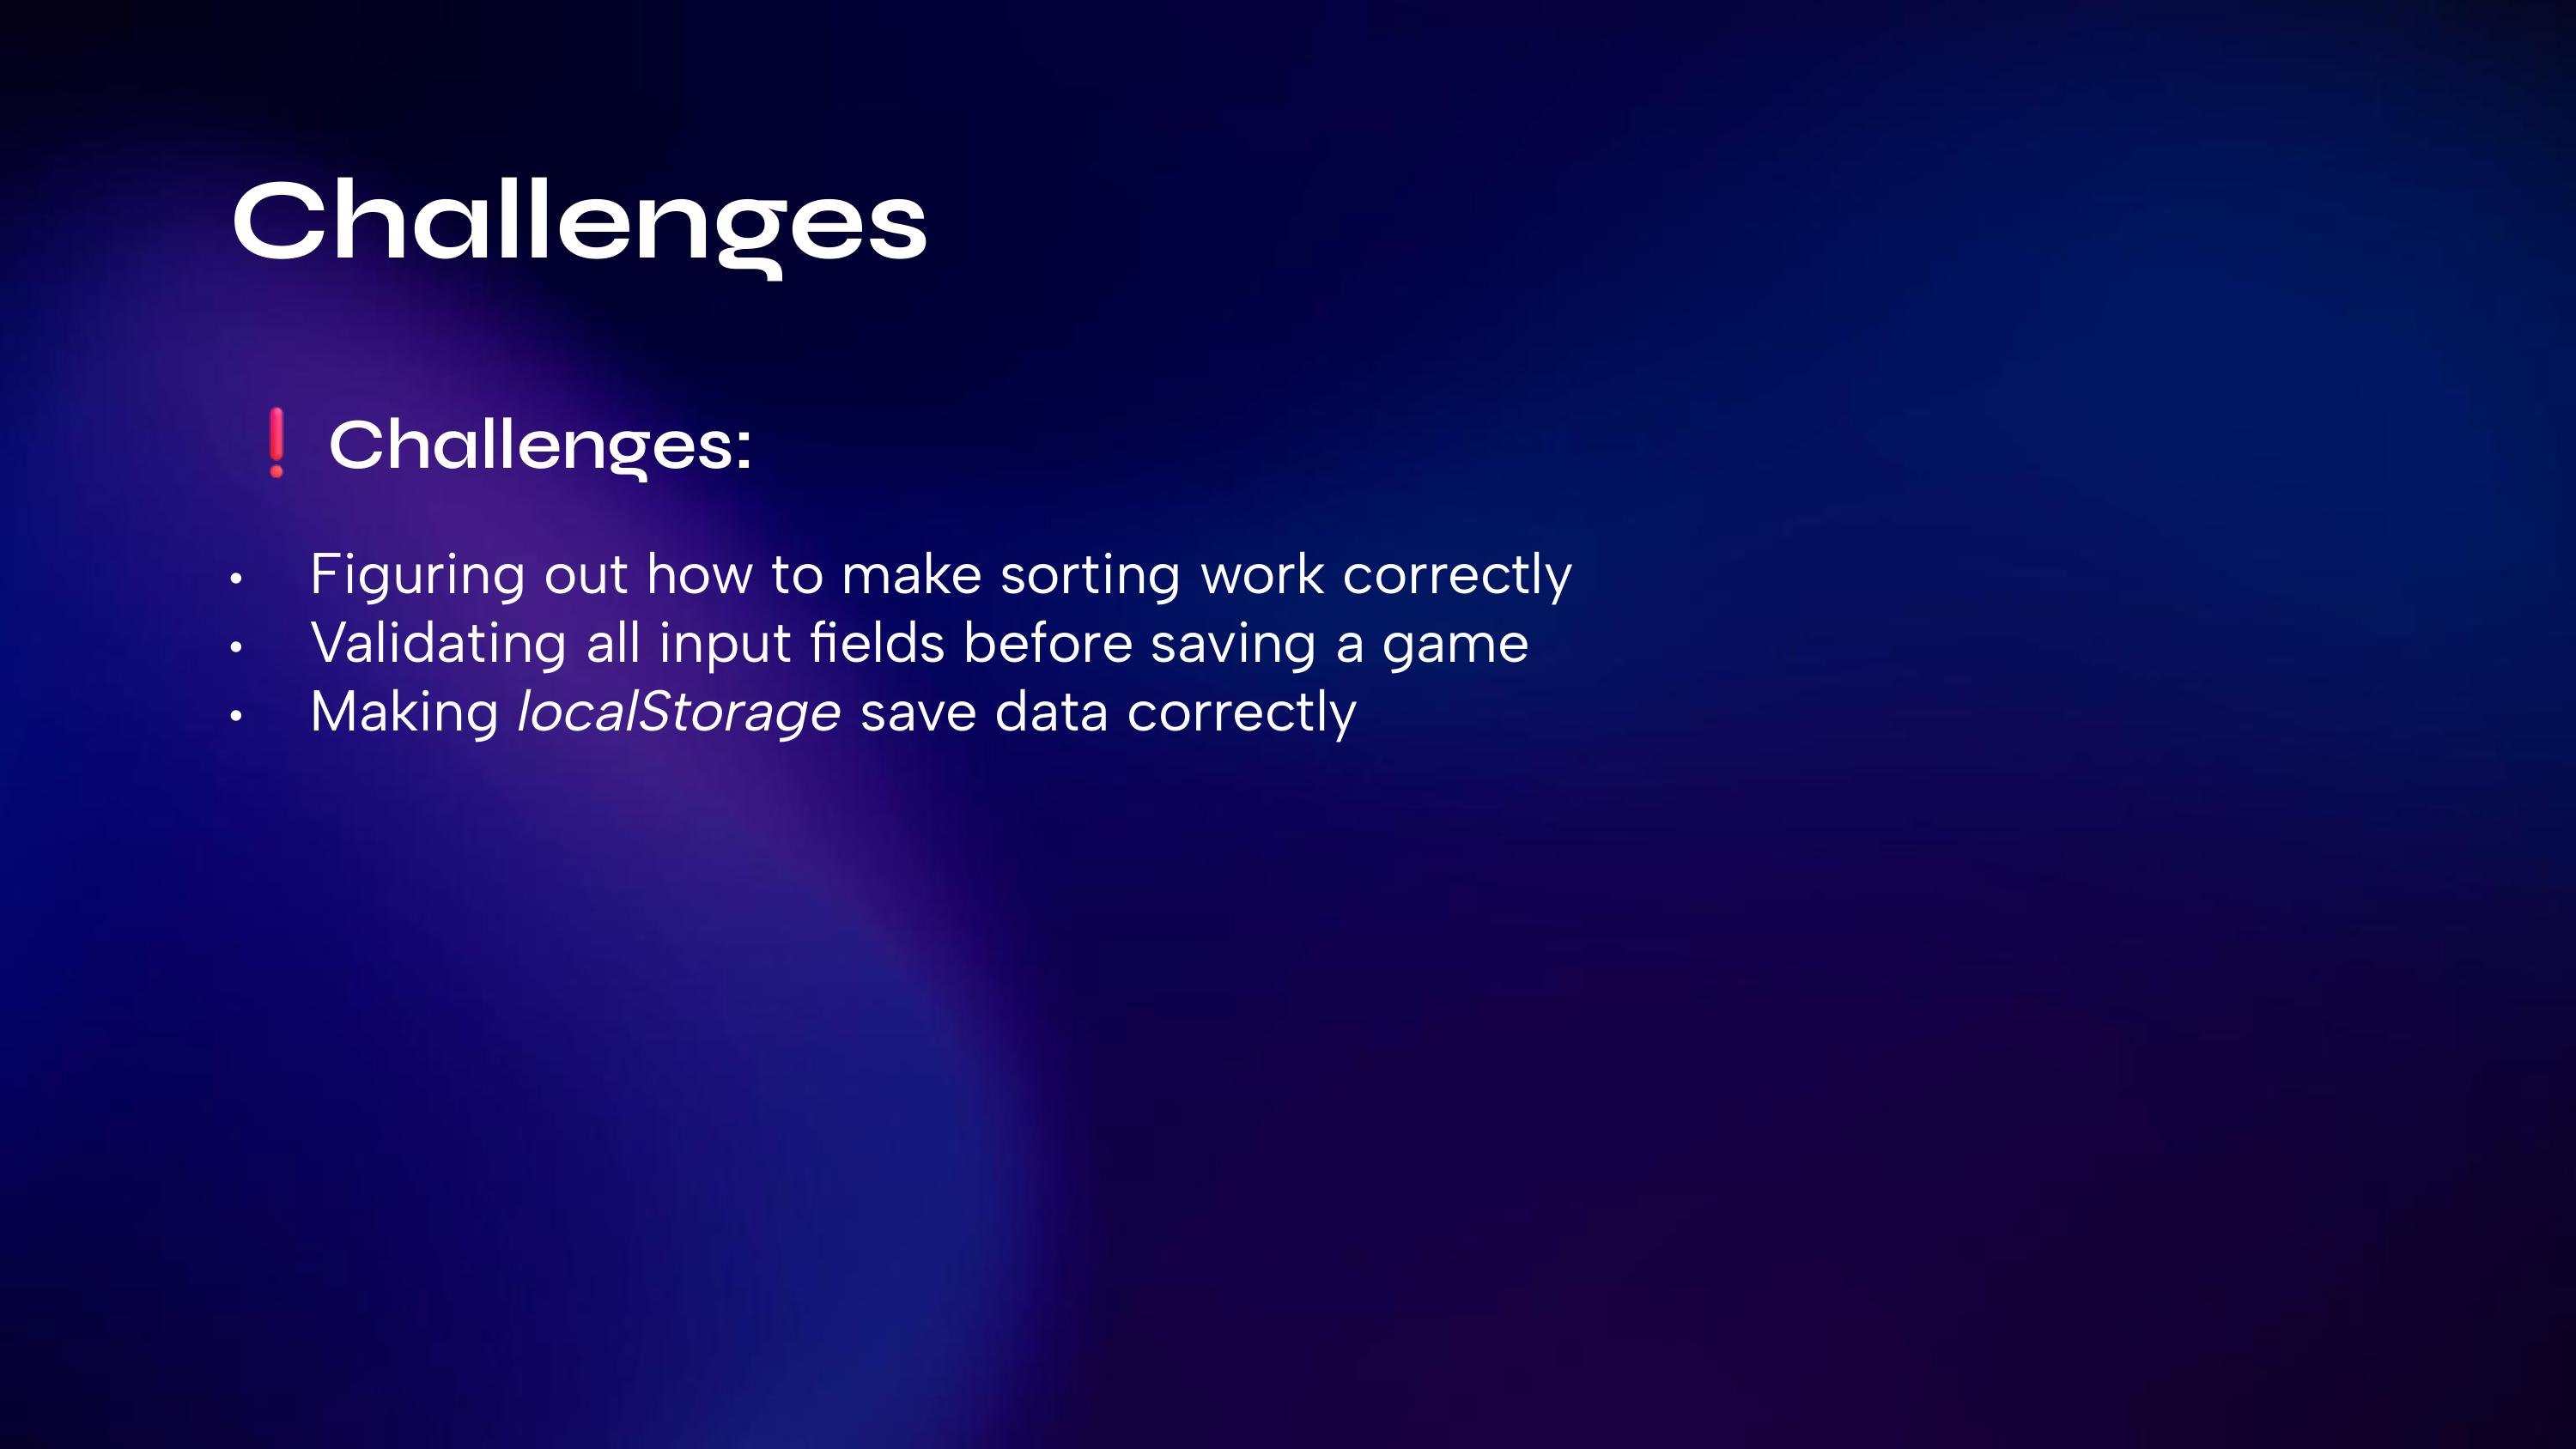 Challenges
❗ Challenges:
• Figuring out how to make sorting work correctly
• Validating all input fields before saving a game
• Making localStorage save data correctly